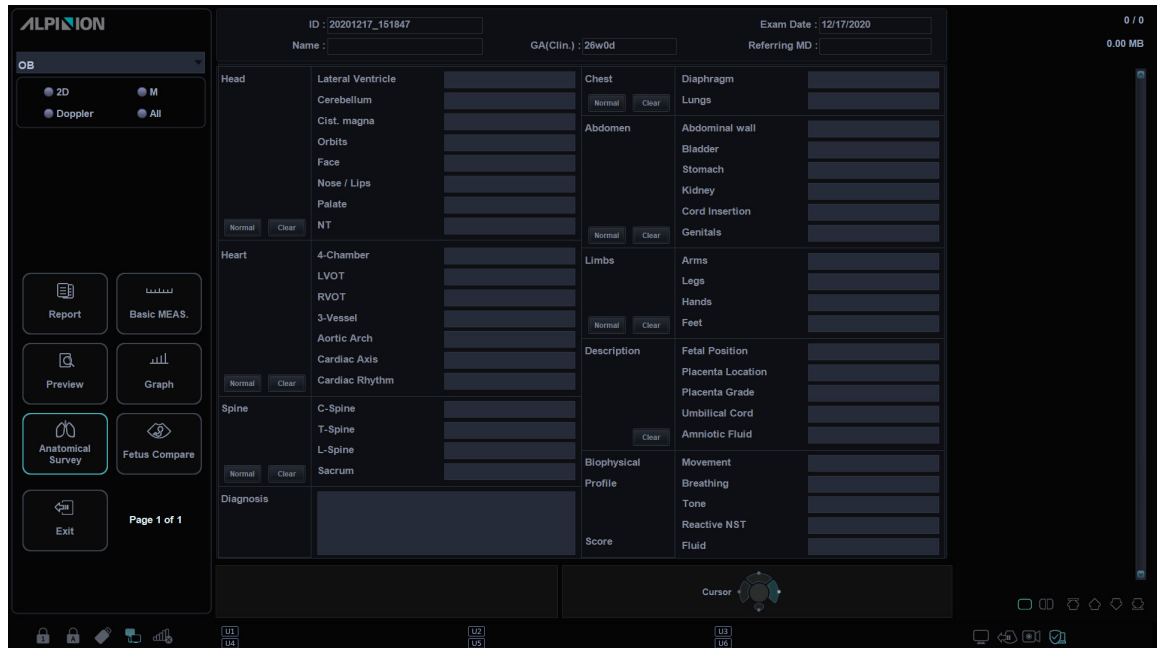 ALPINION
ID : 20201217_151847
Exam Date : 12/17/2020
Name :
GA(Clin.) : 26w0d
Referring MD :
0 / 0
0.00 MB
OB
2D
M
Doppler
All
Report
Basic MEAS.
Preview
Graph
Anatomical
Survey
Fetus Compare
Exit
Page 1 of 1
Head
Lateral Ventricle
Cerebellum
Cist. magna
Orbits
Face
Nose / Lips
Palate
Normal Clear NT
Heart
4-Chamber
LVOT
RVOT
3-Vessel
Aortic Arch
Cardiac Axis
Normal Clear Cardiac Rhythm
Spine
C-Spine
T-Spine
L-Spine
Normal Clear Sacrum
Diagnosis
Chest
Diaphragm
Normal Clear Lungs
Abdomen
Abdominal wall
Bladder
Stomach
Kidney
Cord Insertion
Normal Clear Genitals
Limbs
Arms
Legs
Hands
Normal Clear Feet
Description
Fetal Position
Placenta Location
Placenta Grade
Umbilical Cord
Clear Amniotic Fluid
Biophysical
Profile
Movement
Breathing
Tone
Reactive NST
Score
Fluid
Cursor
1
A
U1
U4
U2
U5
U3
U6